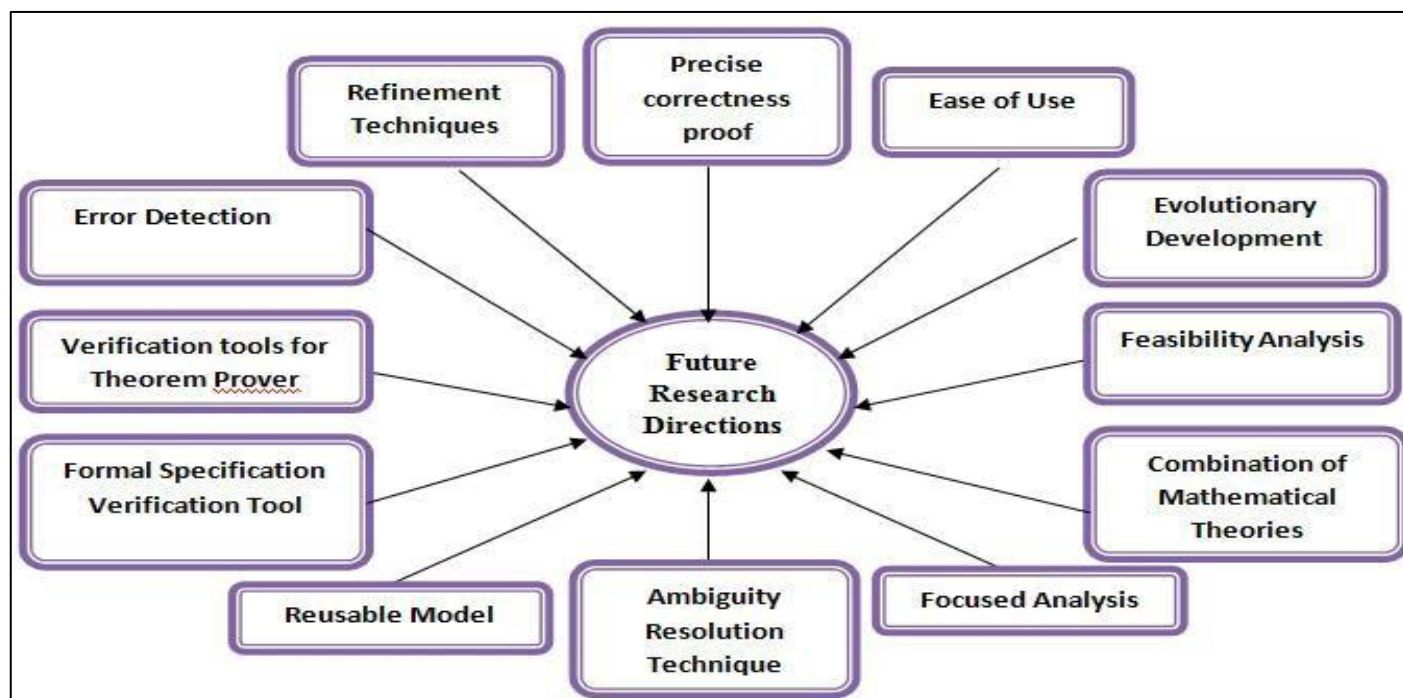 Precise
correctness
proof
Refinement
Techniques
Ease of Use
Error Detection
Evolutionary
Development
Verification tools for
Theorem Prover
Future
Research
Directions
Feasibility Analysis
Formal Specification
Verification Tool
Combination of
Mathematical
Theories
Reusable Model
Ambiguity
Resolution
Technique
Focused Analysis